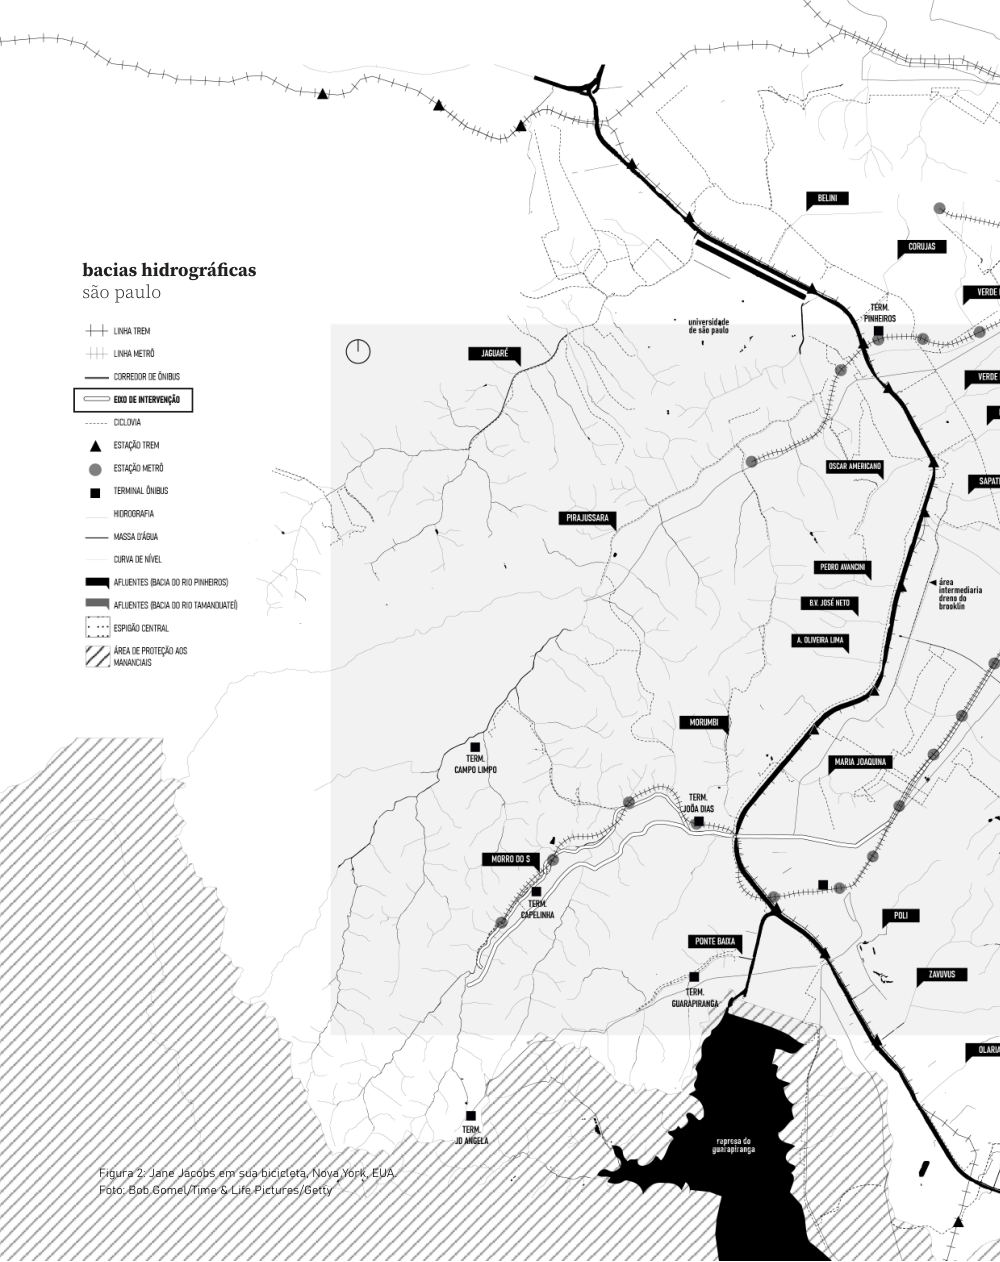 bacias hidrográficas
são paulo
LINHA TREM
LINHA METRÔ
CORREDOR DE ÔNIBUS
EIXO DE INTERVENÇÃO
CICLOVIA
ESTAÇÃO TREM
ESTAÇÃO METRÔ
TERMINAL ÔNIBUS
HIDROGRAFIA
MASSA D'ÁGUA
CURVA DE NÍVEL
AFLUENTES (BACIA DO RIO PINHEIROS)
AFLUENTES (BACIA DO RIO TAMANDUATEÍ)
ESPIGÃO CENTRAL
ÁREA DE PROTEÇÃO AOS
MANANCIAIS
BELINI
CORUJAS
VERDE
TERM.
PINHEIROS
universidade
de são paulo
JAGUARÉ
VERDE
OSCAR AMERICANO
SAPAT
PIRAJUSSARA
PEDRO AVANCINI
área
intermediaria
dreno do
brooklin
B.V. JOSÉ NETO
A. OLIVEIRA LIMA
MORUMBI
TERM.
CAMPO LIMPO
MARIA JOAQUINA
TERM.
JOÃA DIAS
MORRO DO S
TERM.
CAPELINHA
POLI
PONTE BAIXA
ZAVUVUS
TERM.
GUARAPIRANGA
OLARIA
TERM.
JD ANGELA
raprosa do
guarapiranga
Figura 2: Jane Jacobs em sua bicicleta, Nova York, EUA.
Foto: Bob Gomel/Time & Life Pictures/Getty